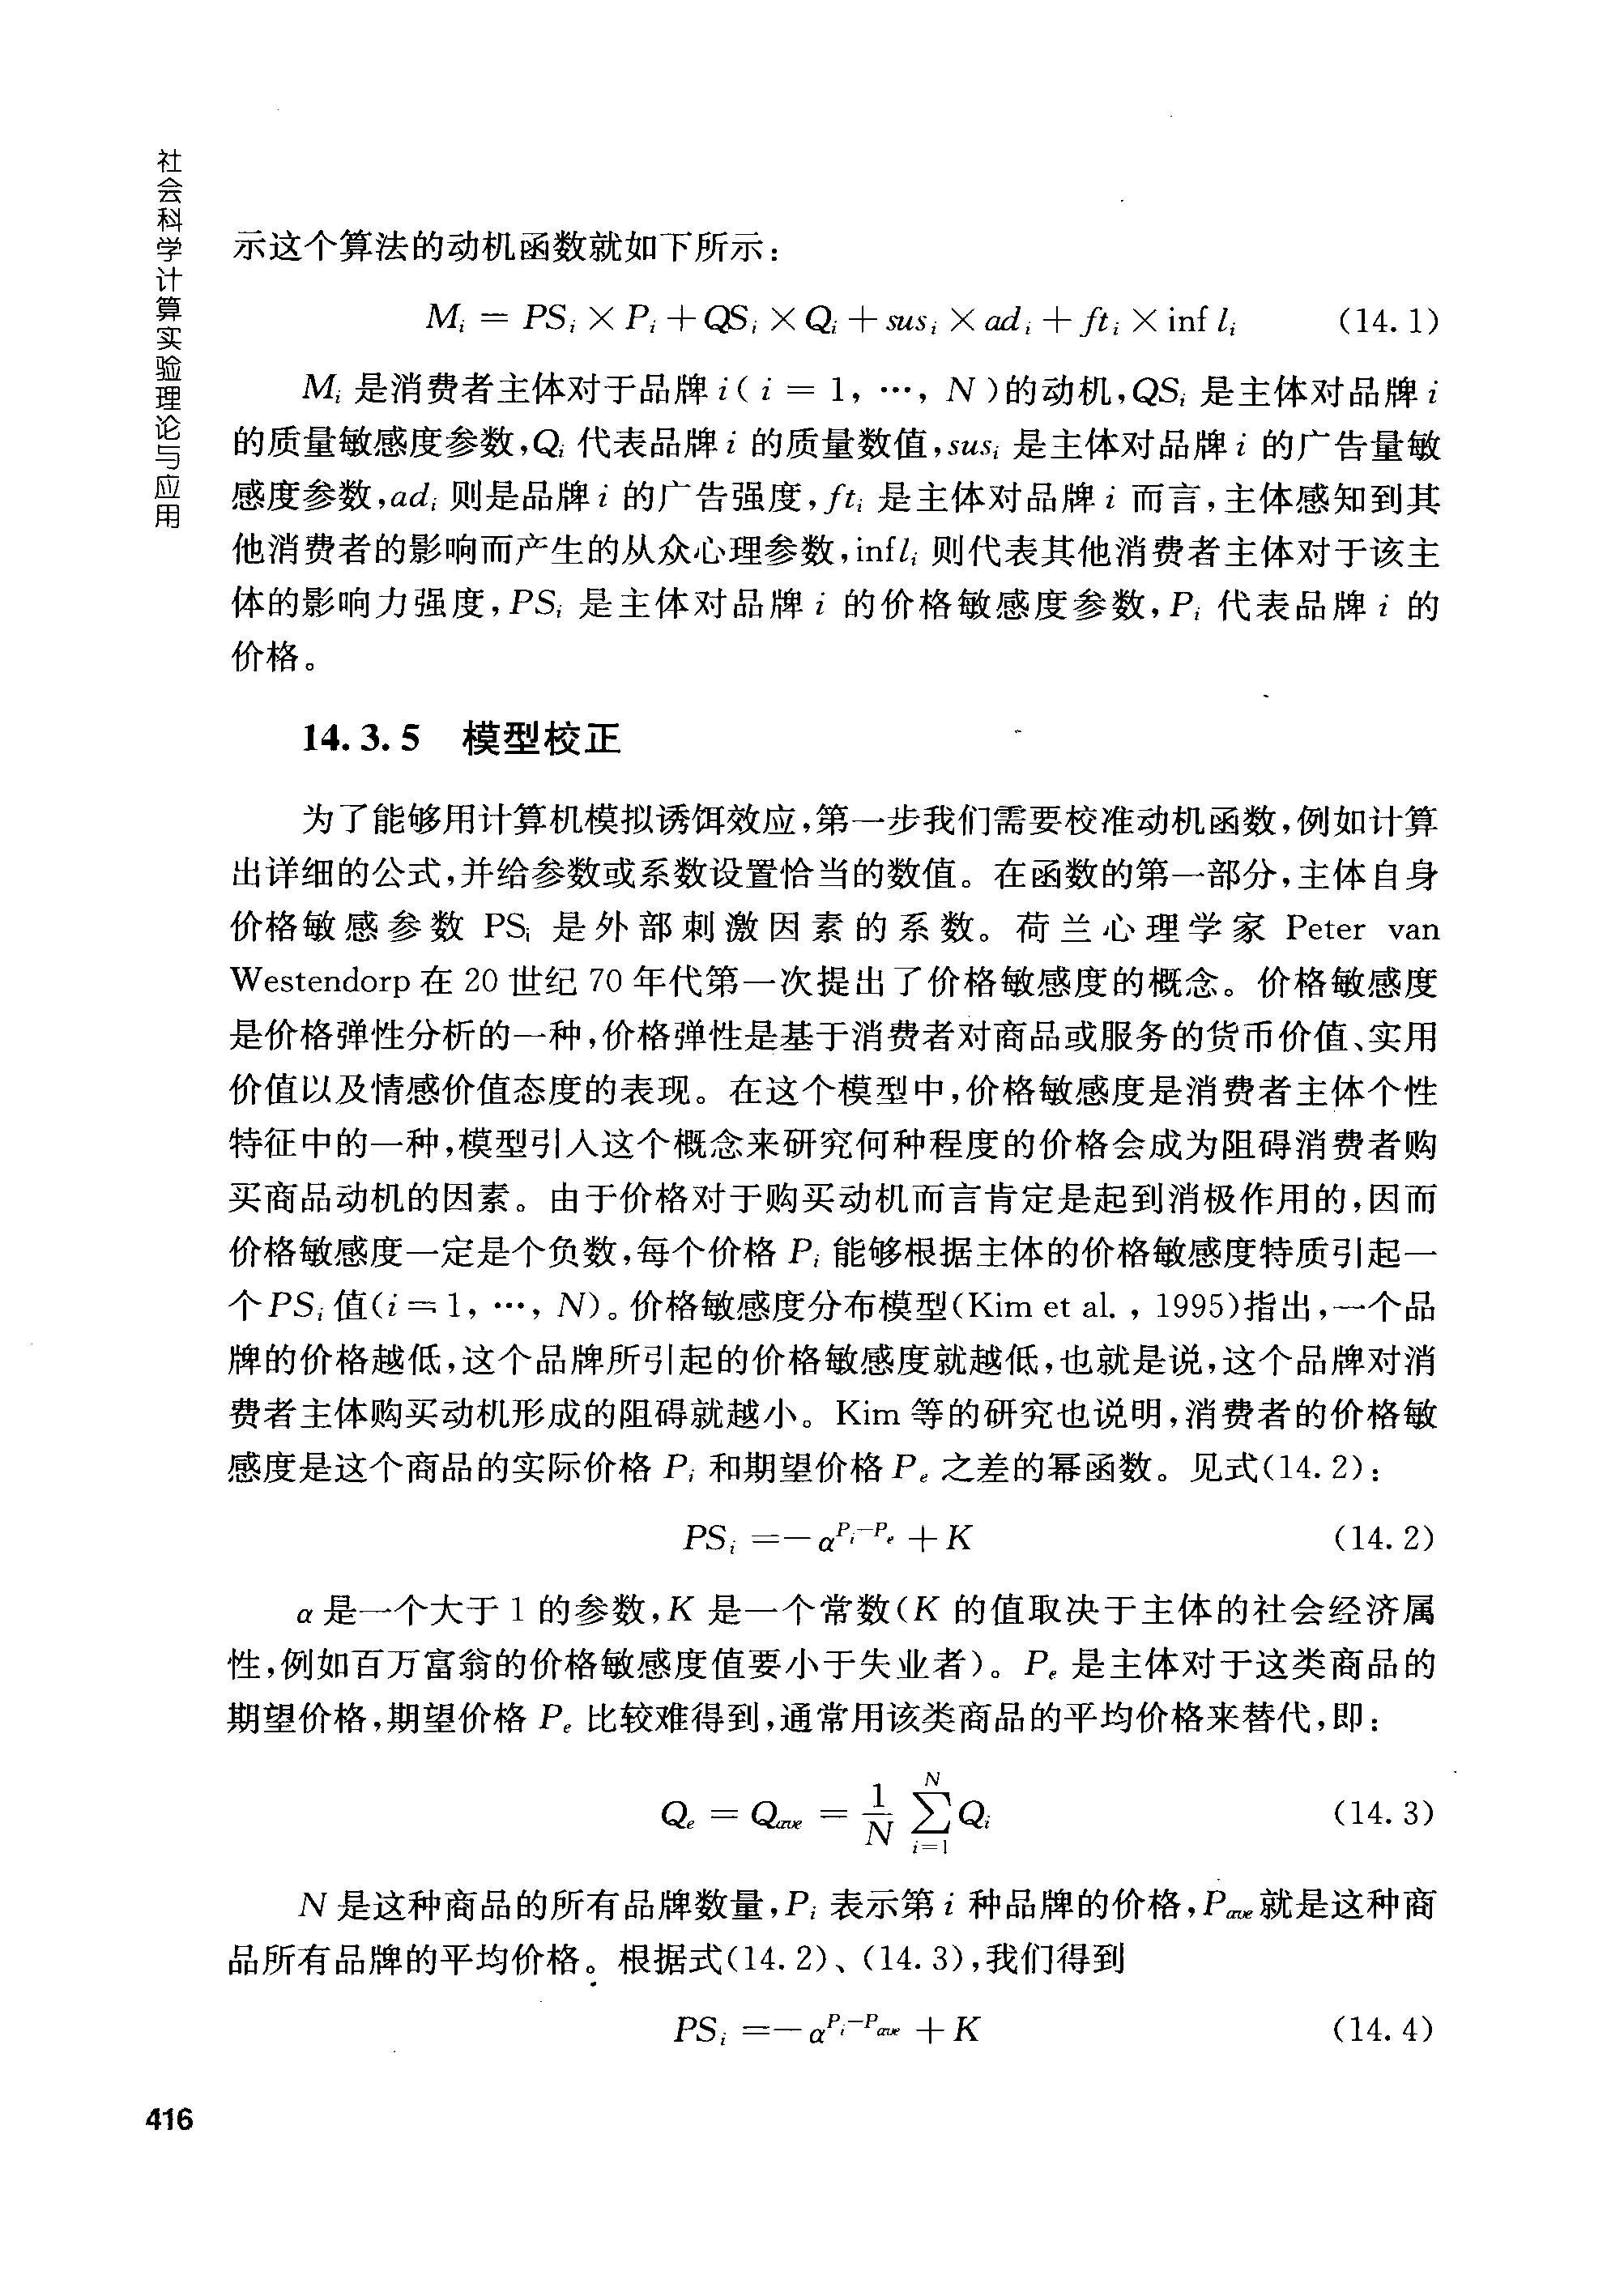 社会科学计算实验理论与应用
示这个算法的动机函数就如下所示：
M_i = PS_i × P_i + QS_i × Q_i + sus_i × ad_i + ft_i × inf l_i (14.1)
M_i 是消费者主体对于品牌 i( i = 1, …, N )的动机,QS_i 是主体对品牌 i
的质量敏感度参数,Q_i 代表品牌 i 的质量数值,sus_i 是主体对品牌 i 的广告量敏
感度参数,ad_i 则是品牌 i 的广告强度,ft_i 是主体对品牌 i 而言,主体感知到其
他消费者的影响而产生的从众心理参数,infl_i 则代表其他消费者主体对于该主
体的影响力强度,PS_i 是主体对品牌 i 的价格敏感度参数,P_i 代表品牌 i 的
价格。
14.3.5 模型校正
为了能够用计算机模拟诱饵效应,第一步我们需要校准动机函数,例如计算
出详细的公式,并给参数或系数设置恰当的数值。在函数的第一部分,主体自身
价格敏感参数 PS_i 是外部刺激因素的系数。荷兰心理学家 Peter van
Westendorp 在 20 世纪 70 年代第一次提出了价格敏感度的概念。价格敏感度
是价格弹性分析的一种,价格弹性是基于消费者对商品或服务的货币价值、实用
价值以及情感价值态度的表现。在这个模型中,价格敏感度是消费者主体个性
特征中的一种,模型引入这个概念来研究何种程度的价格会成为阻碍消费者购
买商品动机的因素。由于价格对于购买动机而言肯定是起到消极作用的,因而
价格敏感度一定是个负数,每个价格 P_i 能够根据主体的价格敏感度特质引起一
个 PS_i 值(i = 1, …, N)。价格敏感度分布模型(Kim et al., 1995)指出,一个品
牌的价格越低,这个品牌所引起的价格敏感度就越低,也就是说,这个品牌对消
费者主体购买动机形成的阻碍就越小。Kim 等的研究也说明,消费者的价格敏
感度是这个商品的实际价格 P_i 和期望价格 P_e 之差的幂函数。见式(14.2)：
PS_i = −α^{P_i−P_e} + K (14.2)
α 是一个大于 1 的参数,K 是一个常数(K 的值取决于主体的社会经济属
性,例如百万富翁的价格敏感度值要小于失业者)。P_e 是主体对于这类商品的
期望价格,期望价格 P_e 比较难得到,通常用该类商品的平均价格来替代,即：
Q_e = Q_{ave} = \frac{1}{N} \sum_{i=1}^{N} Q_i (14.3)
N 是这种商品的所有品牌数量,P_i 表示第 i 种品牌的价格,P_{ave} 就是这种商
品所有品牌的平均价格。根据式(14.2)、(14.3),我们得到
PS_i = −α^{P_i−P_{ave}} + K (14.4)
416